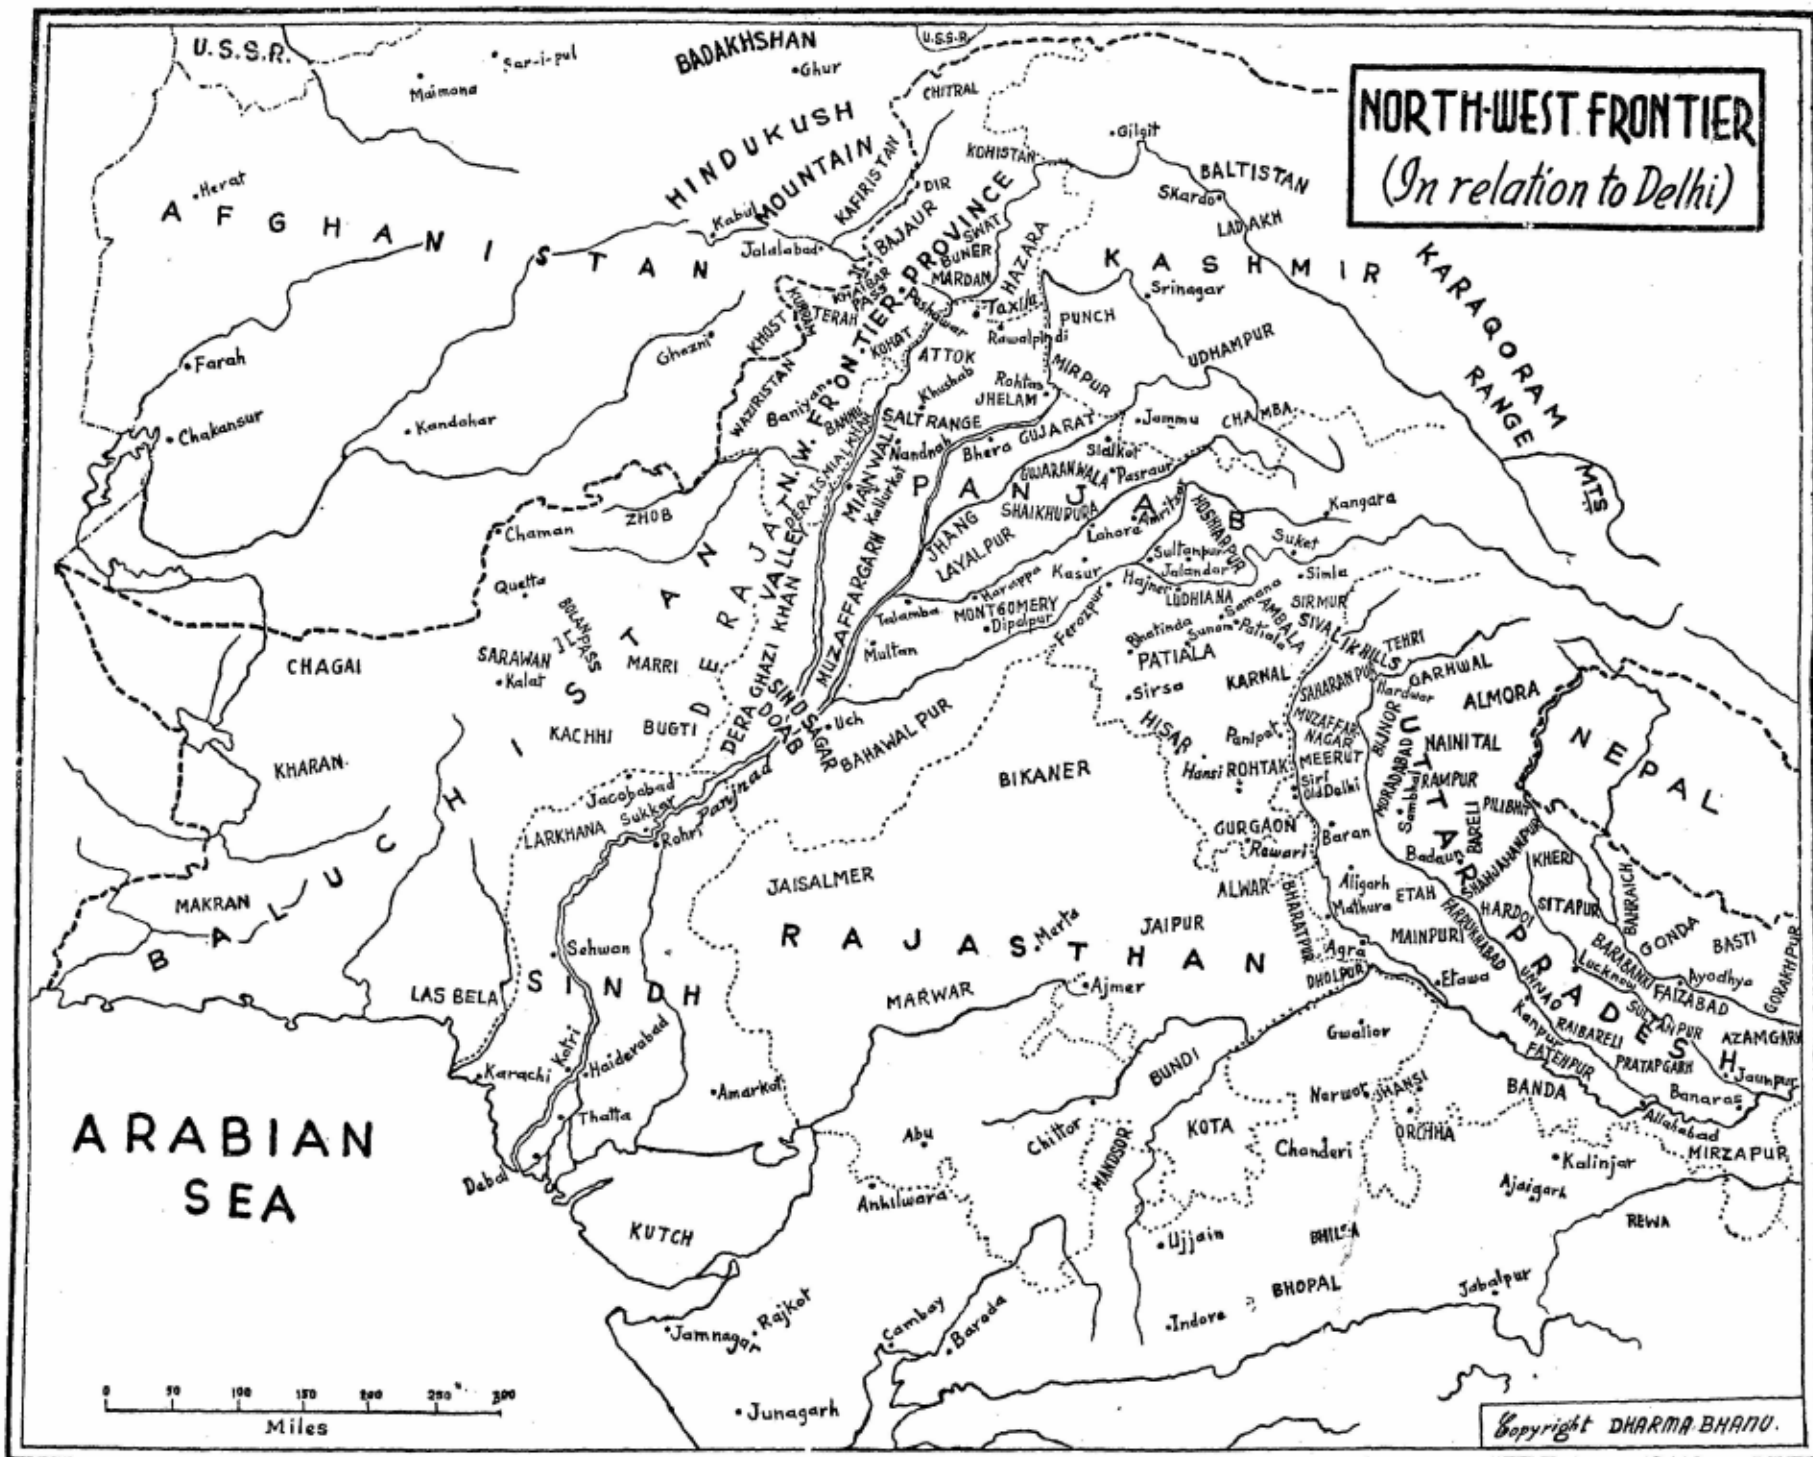 NORTH-WEST FRONTIER
(In relation to Delhi)
U.S.S.R.
Sar-i-pul
Maimana
BADAKHSHAN
Ghur
U.S.S.R.
CHITRAL
HINDUKUSH
MOUNTAIN
KAFIRISTAN
KOHISTAN
Gilgit
BALTISTAN
Skardo
LADAKH
DIR
Herat
AFGHANISTAN
Kabul
Jalalabad
BAJAUR
SWAT
BUNER
MARDAN
HAZARA
KASHMIR
Srinagar
KARAQORAM
RANGE
MTS.
KHAIBAR
PASS
Peshawar
Taxila
KURRAM
TERAH
KHOST
KOHAT
N.W. FRONTIER PROVINCE
PUNCH
Rawalpindi
UDHAMPUR
Farah
Ghazni
ATTOK
MIRPUR
WAZIRISTAN
Khushab
Rohtas
JHELAM
Baniyan
BANNU
SALT RANGE
Chakansur
Kandahar
MIANWALI
Nandnah
Bhera
GUJARAT
Jammu
CHAMBA
Sialkot
DERA ISMIAL KHAN
Kallurkot
GUJARANWALA
Pasraur
PANJAB
Chaman
ZHOB
SHAIKHUPURA
Amritsar
HOSHIARPUR
Kangara
JHANG
LAYALPUR
Lahore
Suket
Quetta
BOLAN
PASS
DERAJAT
VALLEY
Harappa
Kasur
Sultanpur
Jalandar
Simla
MUZAFFARGARH
Talamba
MONTGOMERY
Dipalpur
Hajner
LUDHIANA
Samana
AMBALA
SIRMUR
Ferozpur
CHAGAI
SARAWAN
Kalat
MARRI
Multan
Bhatinda
Sunam
Patiala
PATIALA
SIVALIK HILLS
TEHRI
GARHWAL
DERA GHAZI KHAN
SIND SAGAR
DOAB
Sirsa
KARNAL
SAHARANPUR
Hardwar
ALMORA
KACHHI
BUGTI
Uch
BAHAWALPUR
HISAR
Panipat
MUZAFFAR-
NAGAR
BIJNOR
NAINITAL
NEPAL
KHARAN
BIKANER
Hansi
ROHTAK
MEERUT
MORADABAD
RAMPUR
Jacobabad
Panjnad
Siri
Old Delhi
Sambhal
PILIBHIT
LARKHANA
Sukkar
Rohri
GURGAON
Baran
BARELI
SHAHJAHANPUR
Rewari
Badaun
KHERI
MAKRAN
BALUCHISTAN
JAISALMER
ALWAR
Aligarh
Mathura
ETAH
HARDOI
SITAPUR
BAHRAICH
BHARATPUR
RAJASTHAN
Merta
JAIPUR
MAINPURI
FARRUKHABAD
GONDA
BASTI
GORAKHPUR
Sehwan
Agra
UTTAR PRADESH
BARABANKI
Lucknow
Ayodhya
LAS BELA
SINDH
MARWAR
Ajmer
DHOLPUR
Etawa
UNNAO
FAIZABAD
SULTANPUR
Gwalior
Kanpur
RAIBARELI
AZAMGARH
Kotri
Haiderabad
Karachi
BUNDI
FATEHPUR
PRATAPGARH
Jaunpur
Amarkot
Narwar
JHANSI
BANDA
Banaras
Thatta
Abu
Chittor
KOTA
ORCHHA
Allahabad
MIRZAPUR
ARABIAN
SEA
Debal
Anhilwara
MANDSOR
Chanderi
Kalinjar
Ajaigarh
KUTCH
Ujjain
REWA
BHOPAL
Jabalpur
Jamnagar
Rajkot
Cambay
Baroda
Indore
Junagarh
0 50 100 150 200 250 300
Miles
Copyright DHARMA BHANU.